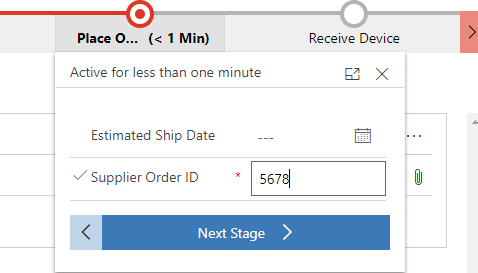 Place O... (< 1 Min)
Receive Device
Active for less than one minute
Estimated Ship Date ---
Supplier Order ID * 5678
Next Stage